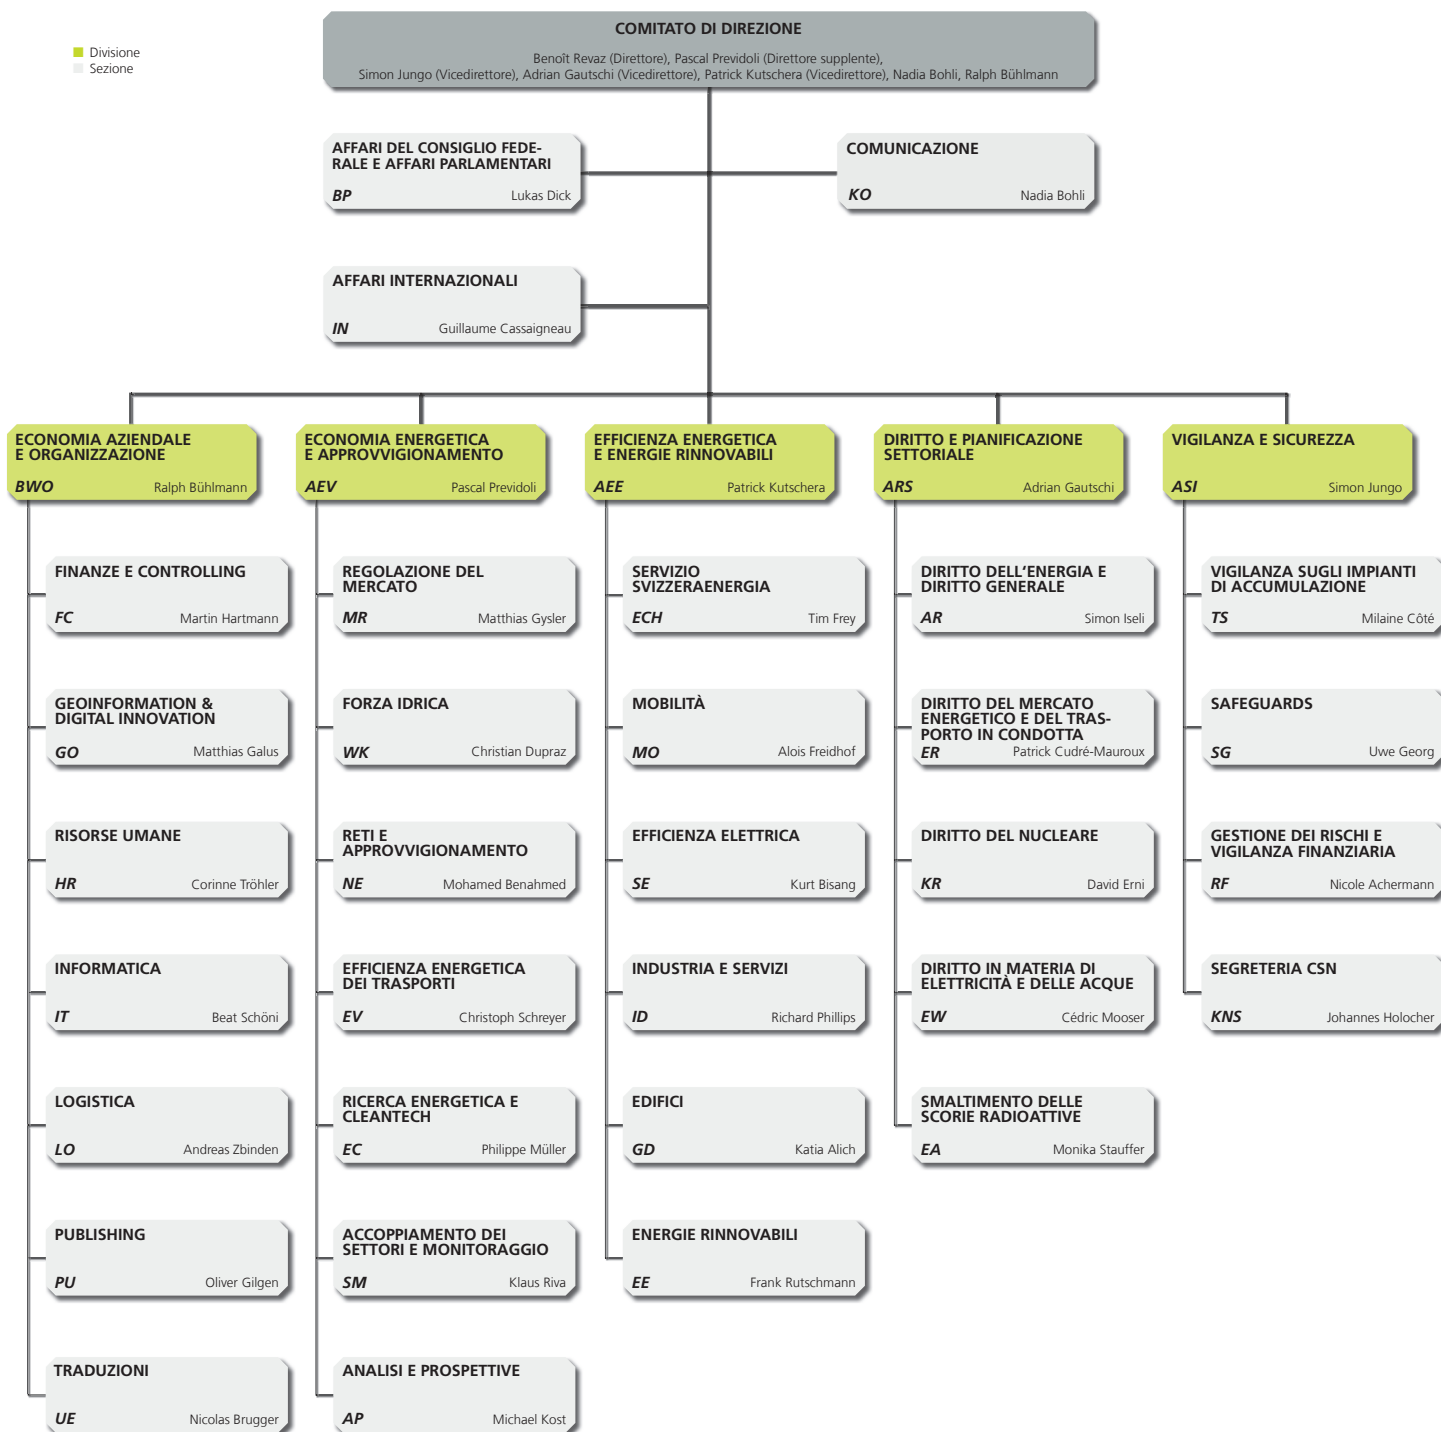 Divisione
Sezione
COMITATO DI DIREZIONE
Benoît Revaz (Direttore), Pascal Previdoli (Direttore supplente),
Simon Jungo (Vicedirettore), Adrian Gautschi (Vicedirettore), Patrick Kutschera (Vicedirettore), Nadia Bohli, Ralph Bühlmann
AFFARI DEL CONSIGLIO FEDE-
RALE E AFFARI PARLAMENTARI
BP Lukas Dick
COMUNICAZIONE
KO Nadia Bohli
AFFARI INTERNAZIONALI
IN Guillaume Cassaigneau
ECONOMIA AZIENDALE
E ORGANIZZAZIONE
BWO Ralph Bühlmann
FINANZE E CONTROLLING
FC Martin Hartmann
GEOINFORMATION &
DIGITAL INNOVATION
GO Matthias Galus
RISORSE UMANE
HR Corinne Tröhler
INFORMATICA
IT Beat Schöni
LOGISTICA
LO Andreas Zbinden
PUBLISHING
PU Oliver Gilgen
TRADUZIONI
UE Nicolas Brugger
ECONOMIA ENERGETICA
E APPROVVIGIONAMENTO
AEV Pascal Previdoli
REGOLAZIONE DEL
MERCATO
MR Matthias Gysler
FORZA IDRICA
WK Christian Dupraz
RETI E
APPROVVIGIONAMENTO
NE Mohamed Benahmed
EFFICIENZA ENERGETICA
DEI TRASPORTI
EV Christoph Schreyer
RICERCA ENERGETICA E
CLEANTECH
EC Philippe Müller
ACCOPPIAMENTO DEI
SETTORI E MONITORAGGIO
SM Klaus Riva
ANALISI E PROSPETTIVE
AP Michael Kost
EFFICIENZA ENERGETICA
E ENERGIE RINNOVABILI
AEE Patrick Kutschera
SERVIZIO
SVIZZERAENERGIA
ECH Tim Frey
MOBILITÀ
MO Alois Freidhof
EFFICIENZA ELETTRICA
SE Kurt Bisang
INDUSTRIA E SERVIZI
ID Richard Phillips
EDIFICI
GD Katia Alich
ENERGIE RINNOVABILI
EE Frank Rutschmann
DIRITTO E PIANIFICAZIONE
SETTORIALE
ARS Adrian Gautschi
DIRITTO DELL'ENERGIA E
DIRITTO GENERALE
AR Simon Iseli
DIRITTO DEL MERCATO
ENERGETICO E DEL TRAS-
PORTO IN CONDOTTA
ER Patrick Cudré-Mauroux
DIRITTO DEL NUCLEARE
KR David Erni
DIRITTO IN MATERIA DI
ELETTRICITÀ E DELLE ACQUE
EW Cédric Mooser
SMALTIMENTO DELLE
SCORIE RADIOATTIVE
EA Monika Stauffer
VIGILANZA E SICUREZZA
ASI Simon Jungo
VIGILANZA SUGLI IMPIANTI
DI ACCUMULAZIONE
TS Milaine Côté
SAFEGUARDS
SG Uwe Georg
GESTIONE DEI RISCHI E
VIGILANZA FINANZIARIA
RF Nicole Achermann
SEGRETERIA CSN
KNS Johannes Holocher